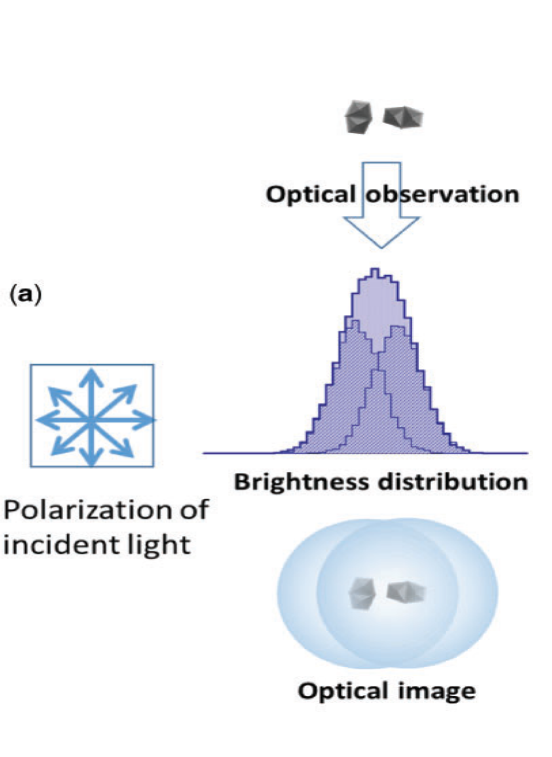 Optical observation
(a)
Brightness distribution
Polarization of
incident light
Optical image